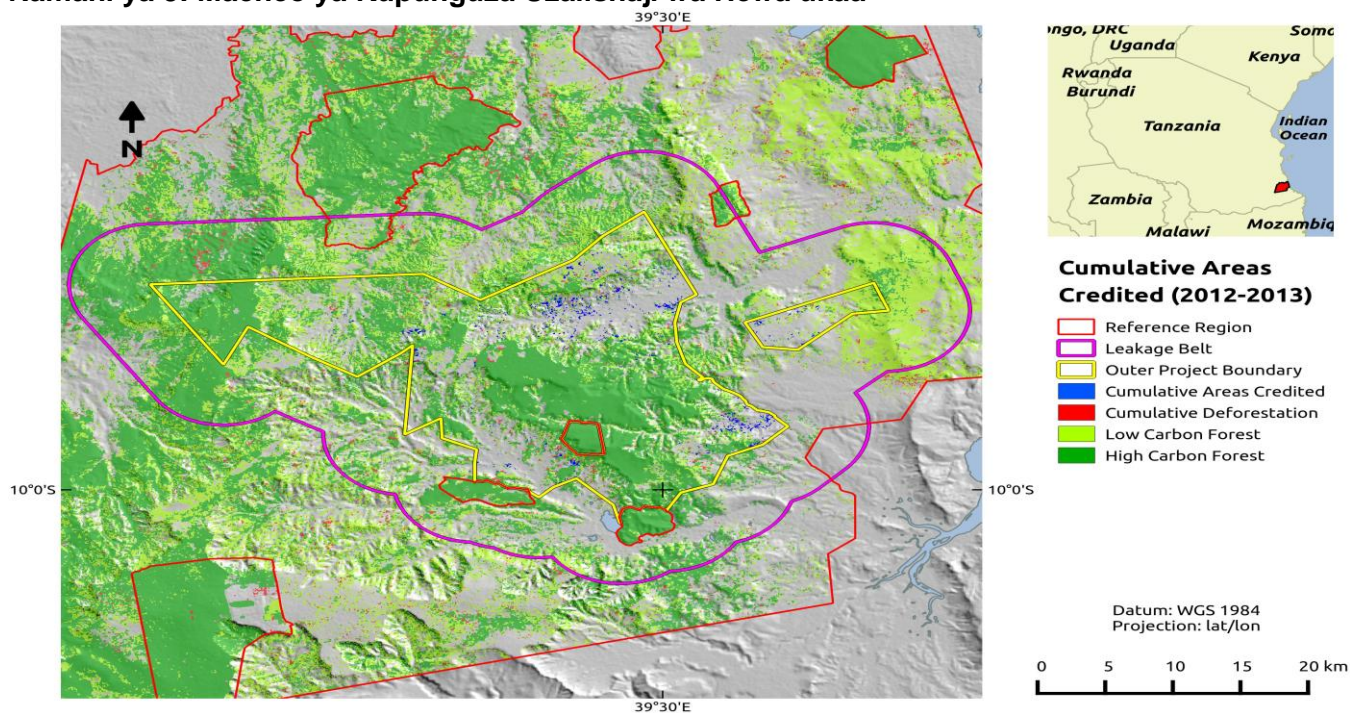 39°30'E
N
10°0'S
10°0'S
39°30'E
ongo, DRC
Somo
Uganda
Kenya
Rwanda
Burundi
Tanzania
Indian
Ocean
Zambia
Malawi
Mozambiq
Cumulative Areas
Credited (2012-2013)
Reference Region
Leakage Belt
Outer Project Boundary
Cumulative Areas Credited
Cumulative Deforestation
Low Carbon Forest
High Carbon Forest
Datum: WGS 1984
Projection: lat/lon
0 5 10 15 20 km